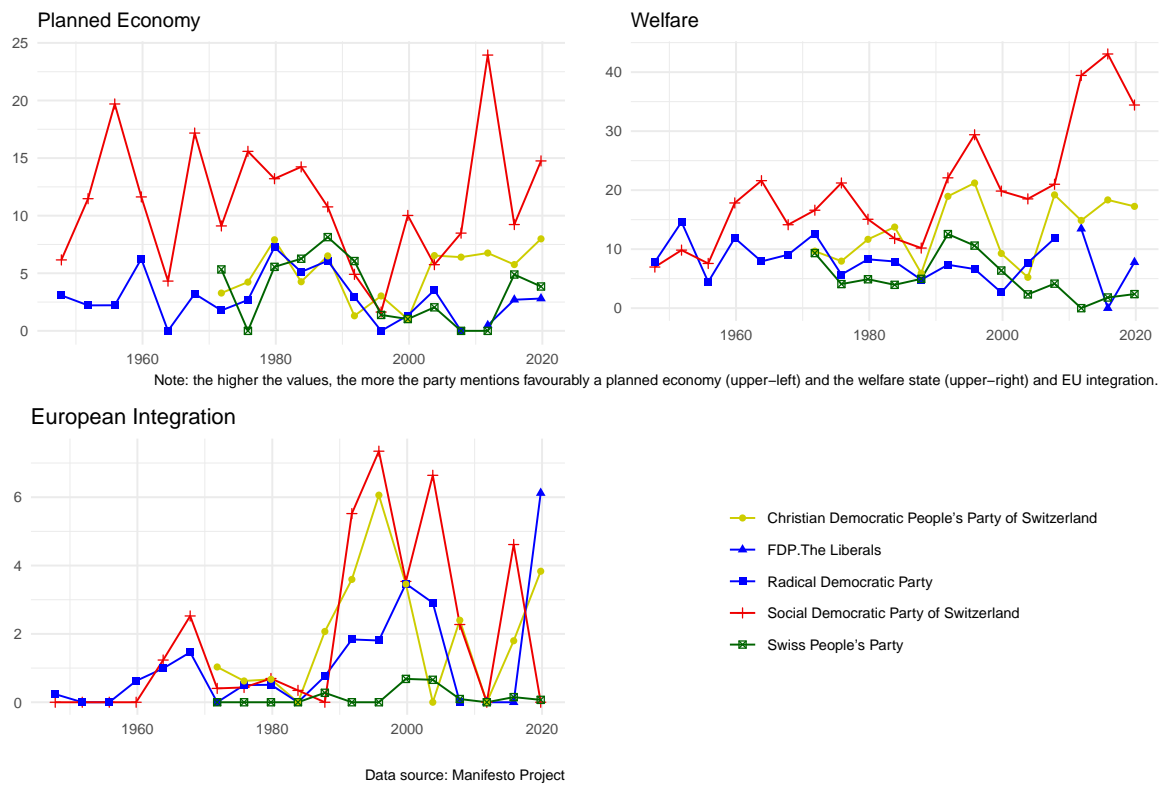 Planned Economy
25
20
15
10
5
0
1960
1980
2000
2020
Welfare
40
30
20
10
0
1960
1980
2000
2020
Note: the higher the values, the more the party mentions favourably a planned economy (upper−left) and the welfare state (upper−right) and EU integration.
European Integration
6
4
2
0
1960
1980
2000
2020
Christian Democratic People's Party of Switzerland
FDP.The Liberals
Radical Democratic Party
Social Democratic Party of Switzerland
Swiss People's Party
Data source: Manifesto Project